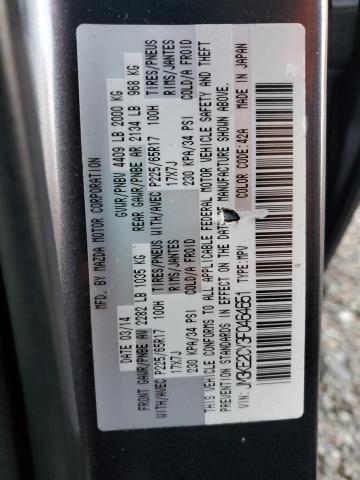 MFD. BY MAZDA MOTOR CORPORATION
DATE 03/14 GVWR/PNBV 4409 LB 2000 KG
FRONT GAWR/PNBE AV 2282 LB 1035 KG REAR GAWR/PNBE AR 2134 LB 968 KG
WITH/AVEC P225/65R17 100H TIRES/PNEUS WITH/AVEC P225/65R17 100H TIRES/PNEUS
17X7J RIMS/JANTES 17X7J RIMS/JANTES
230 KPA/34 PSI COLD/A FROID 230 KPA/34 PSI COLD/A FROID
THIS VEHICLE CONFORMS TO ALL APPLICABLE FEDERAL MOTOR VEHICLE SAFETY AND THEFT
PREVENTION STANDARDS IN EFFECT ON THE DATE OF MANUFACTURE SHOWN ABOVE.
VIN: TYPE: MPV COLOR CODE: 42A MADE IN JAPAN